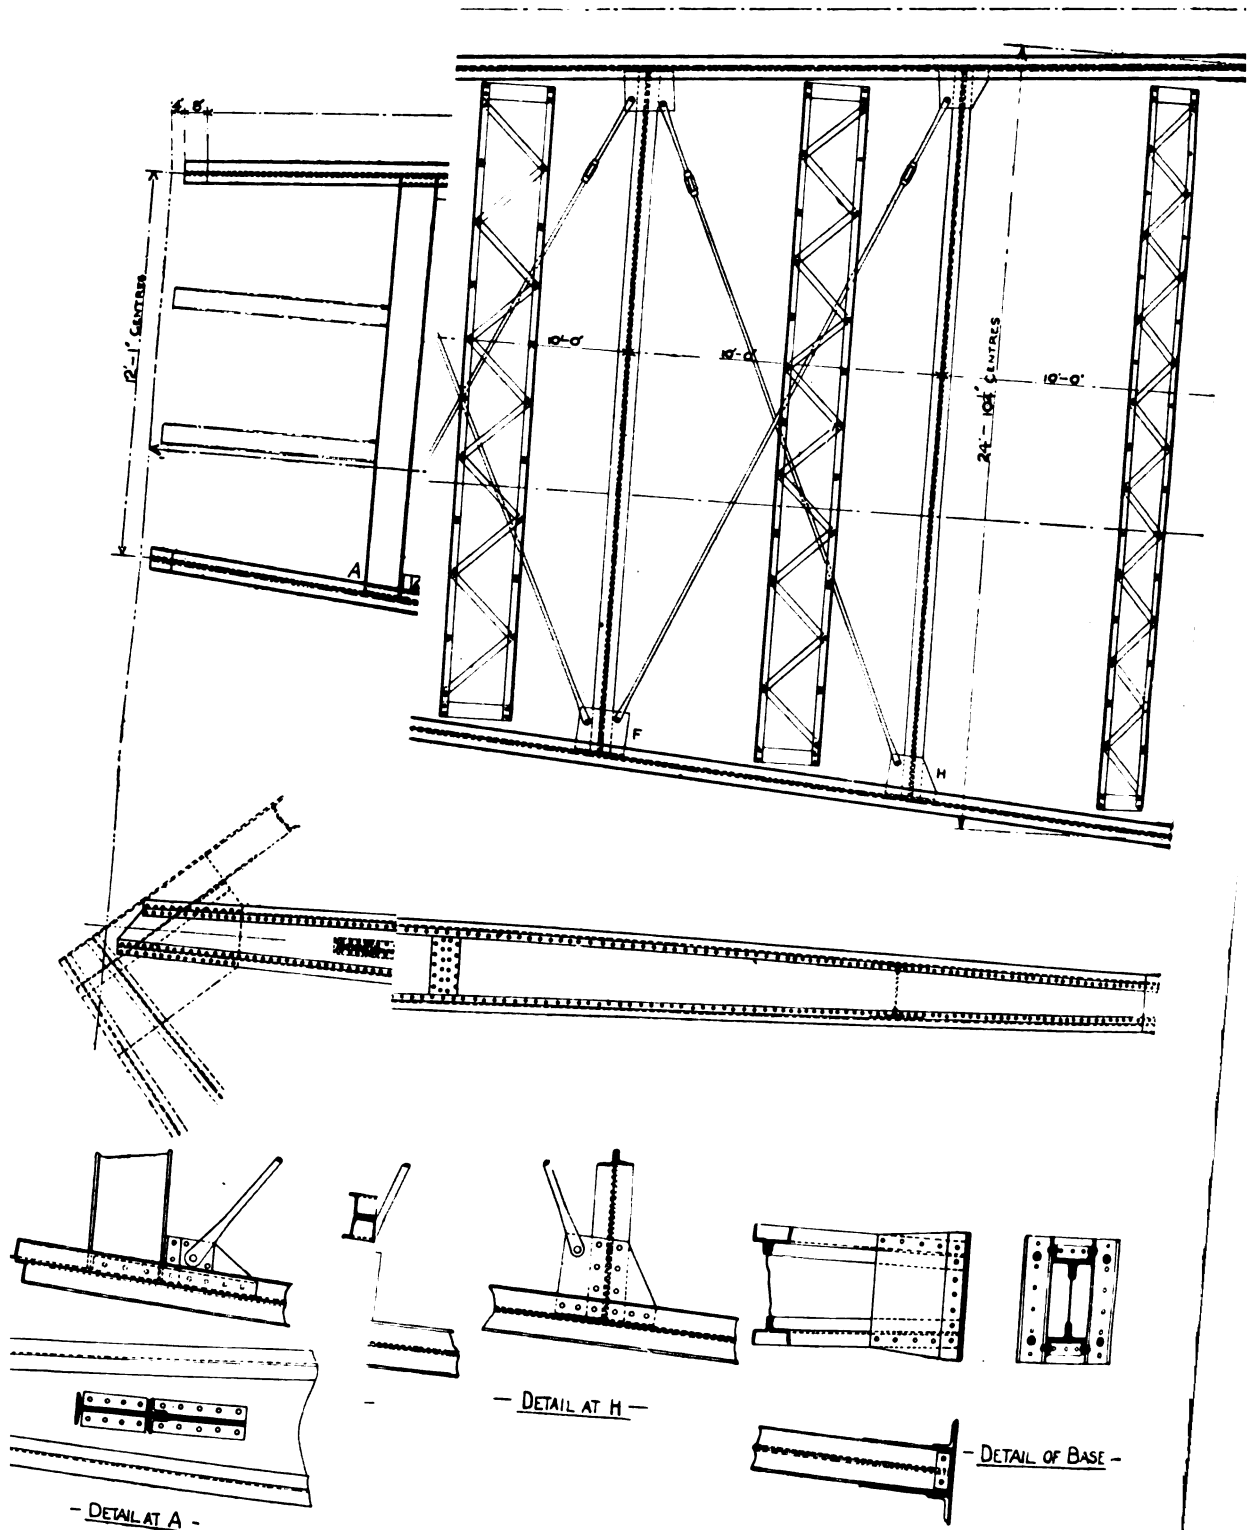 6" 8"
12'-1" CENTRES
10'-0"
10'-0"
10'-0"
24'-10½" CENTRES
A
F
H
- DETAIL AT H -
- DETAIL OF BASE -
- DETAIL AT A -